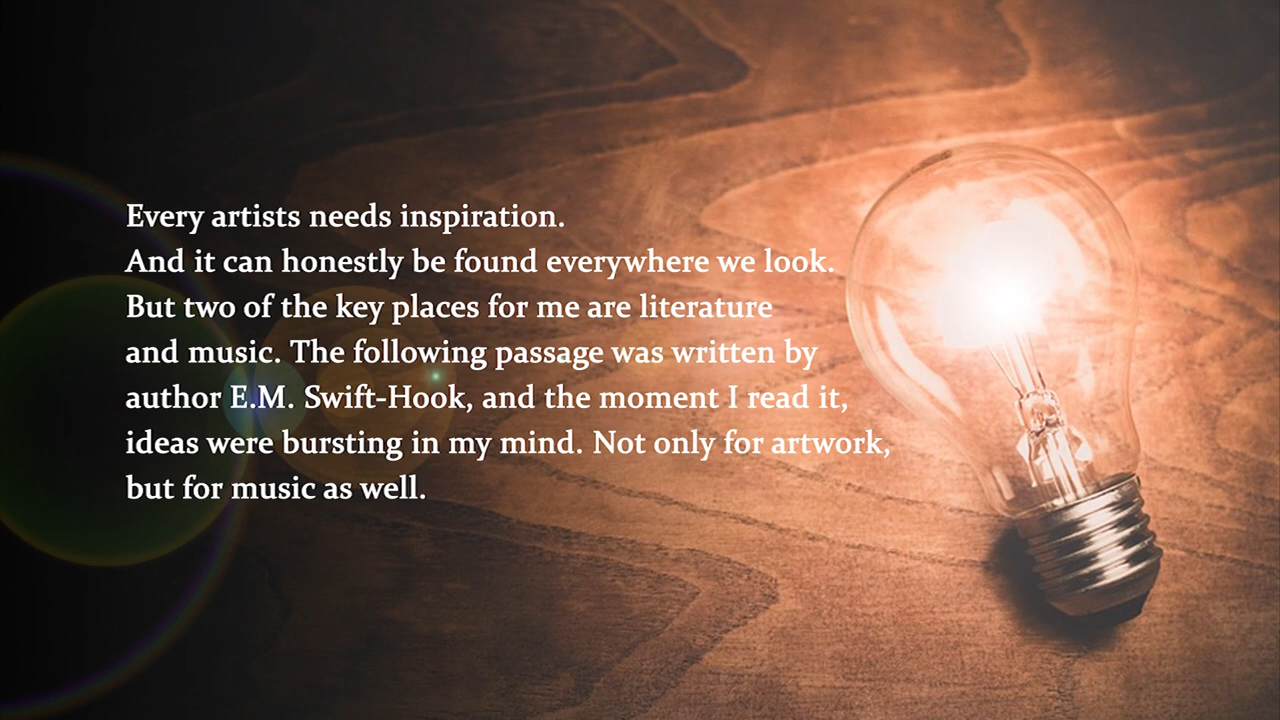 Every artists needs inspiration.
And it can honestly be found everywhere we look.
But two of the key places for me are literature
and music. The following passage was written by
author E.M. Swift-Hook, and the moment I read it,
ideas were bursting in my mind. Not only for artwork,
but for music as well.